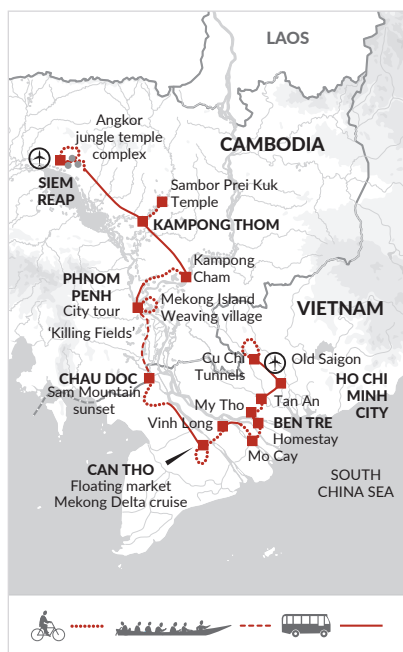 LAOS
Angkor
jungle temple
complex
CAMBODIA
SIEM
REAP
Sambor Prei Kuk
Temple
KAMPONG THOM
Kampong
Cham
PHNOM
PENH
City tour
Mekong Island
Weaving village
VIETNAM
'Killing Fields'
Cu Chi
Tunnels
Old Saigon
CHAU DOC
Sam Mountain
sunset
HO CHI
MINH
CITY
My Tho
Tan An
Vinh Long
BEN TRE
Homestay
Mo Cay
CAN THO
Floating market
Mekong Delta cruise
SOUTH
CHINA SEA